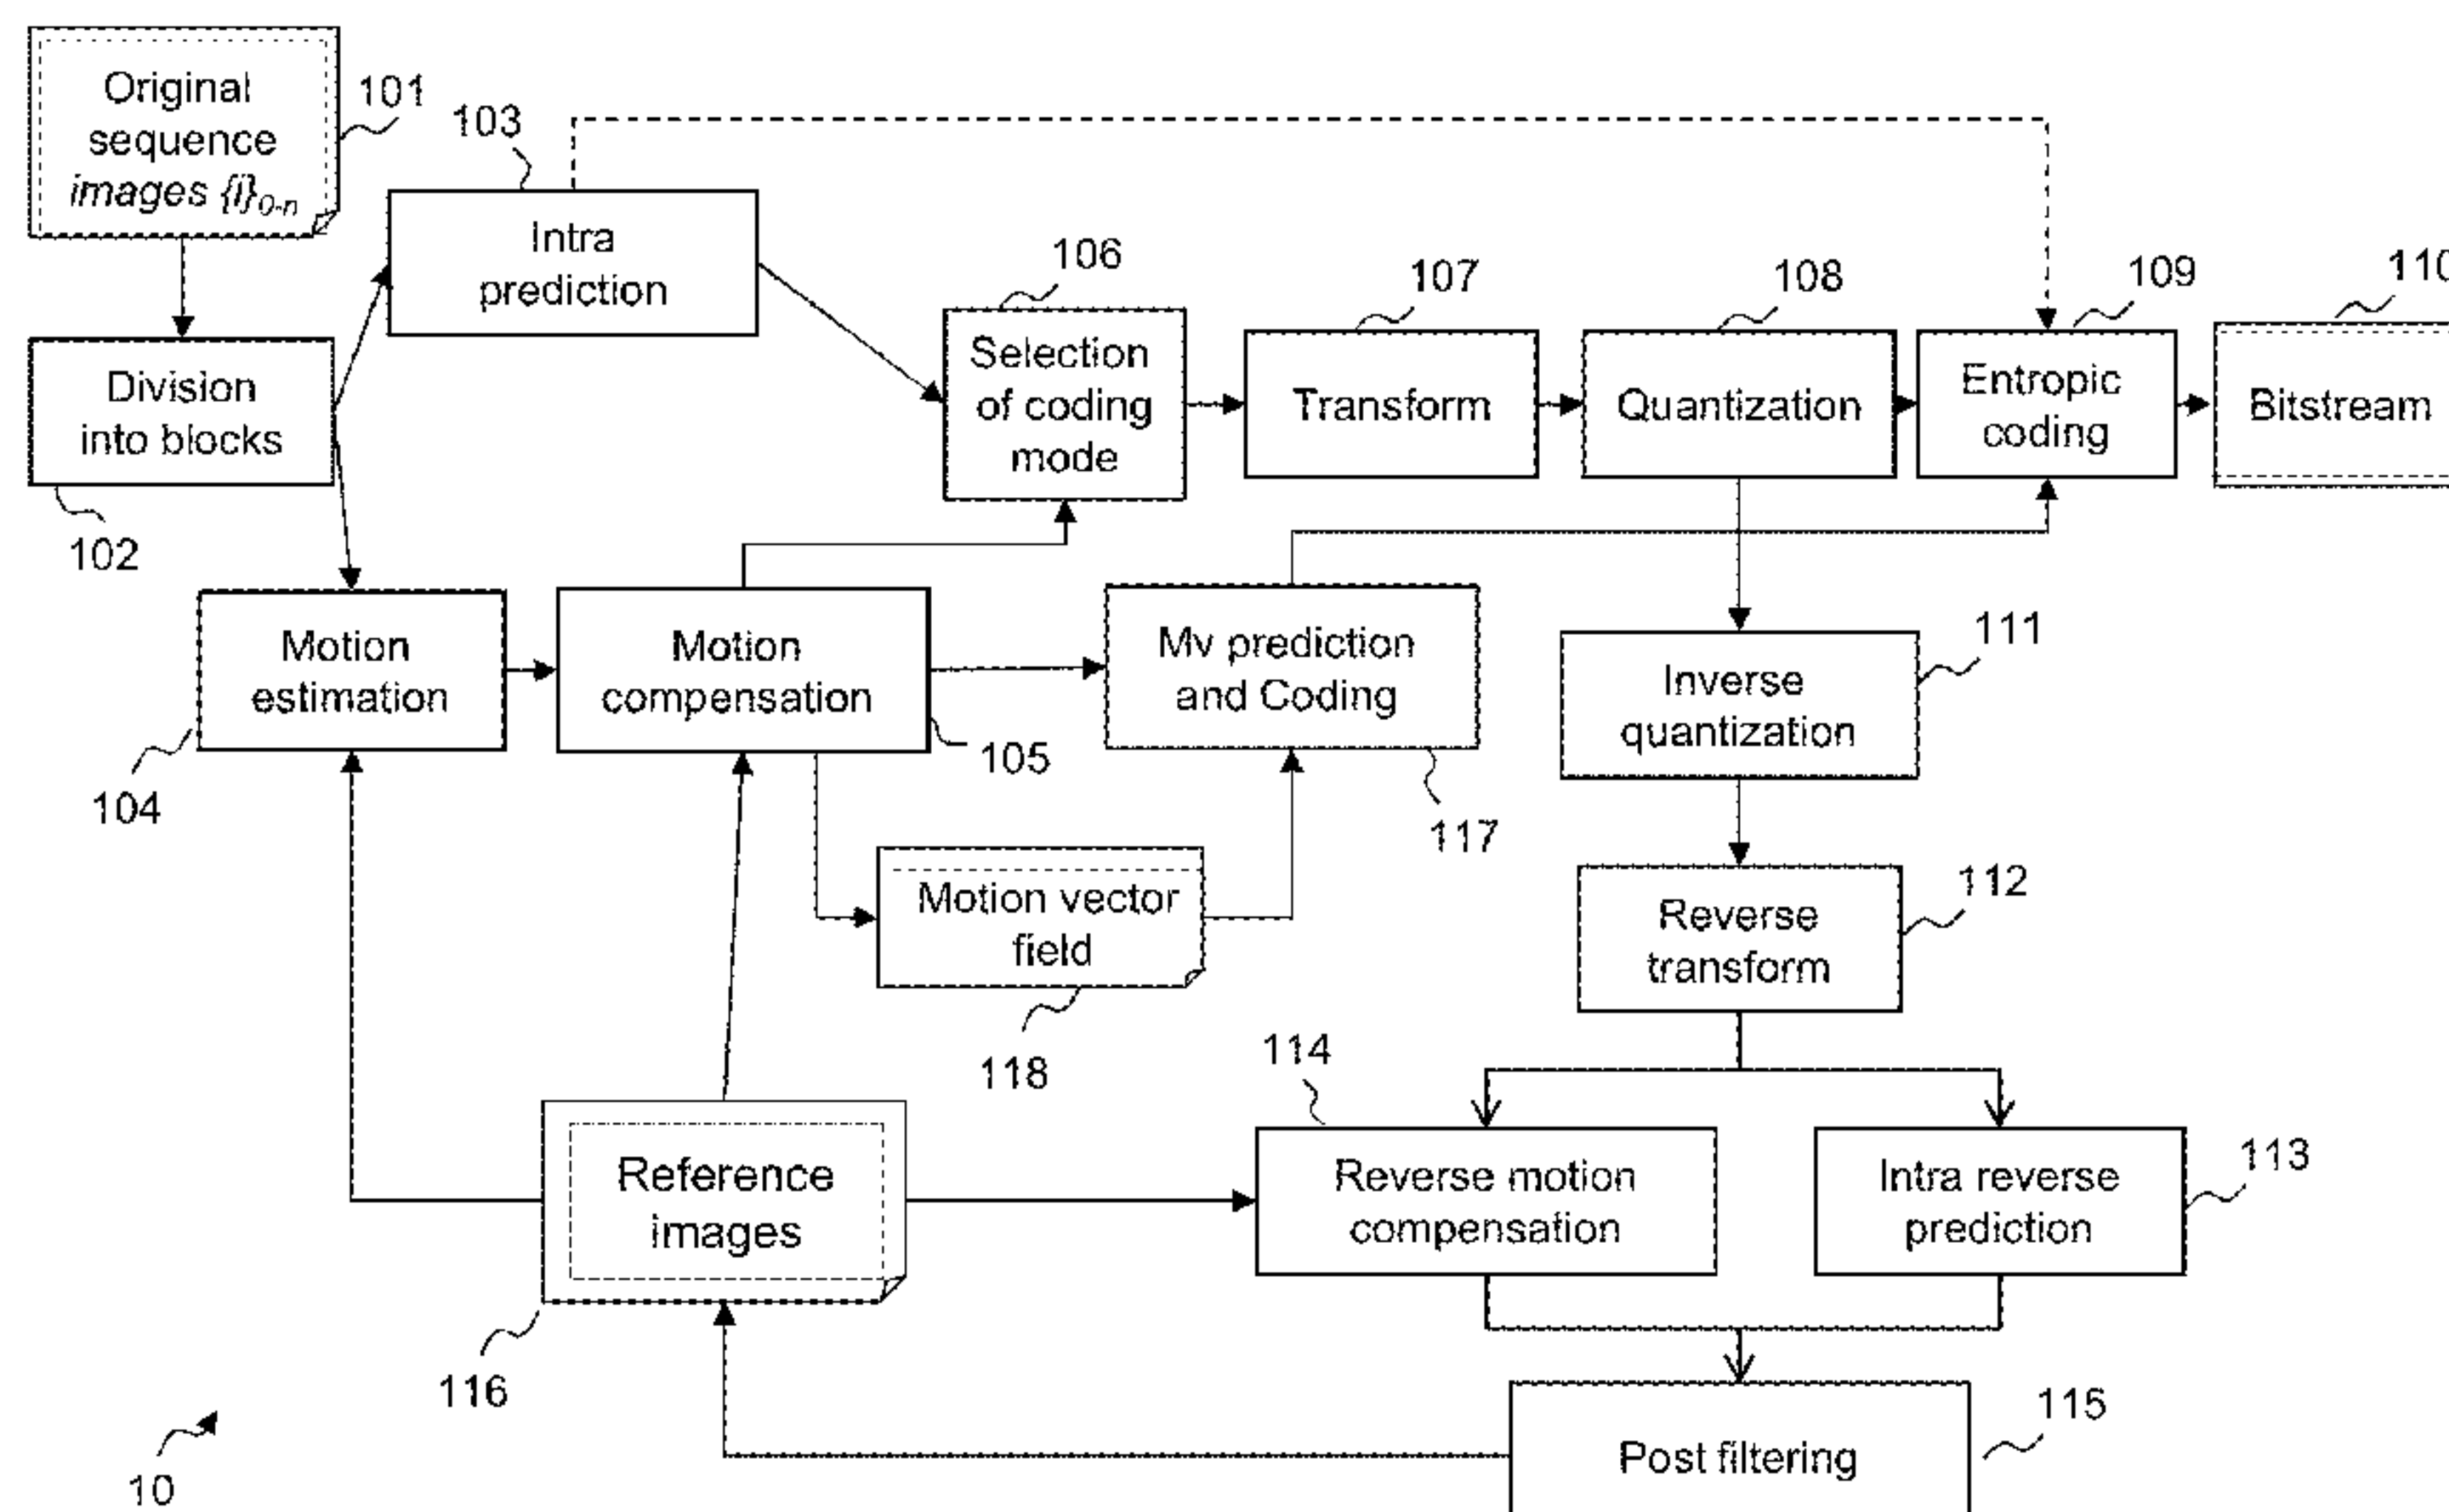 Original
sequence
images {I}0-n
101
103
Intra
prediction
106
107
108
109
110
Division
into blocks
102
Selection
of coding
mode
Transform
Quantization
Entropic
coding
Bitstream
Motion
estimation
104
Motion
compensation
105
Mv prediction
and Coding
117
Inverse
quantization
111
Motion vector
field
118
Reverse
transform
112
Reference
images
116
114
Reverse motion
compensation
Intra reverse
prediction
113
Post filtering
115
10